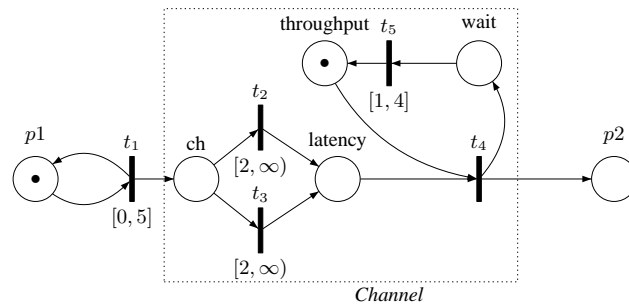 throughput
t5
wait
[1, 4]
p1
t1
ch
t2
latency
t4
p2
[2, ∞)
t3
[0, 5]
[2, ∞)
Channel